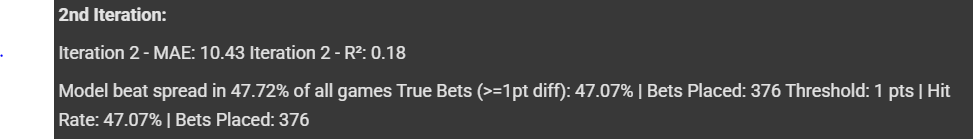 2nd Iteration:
Iteration 2 - MAE: 10.43 Iteration 2 - R²: 0.18
Model beat spread in 47.72% of all games True Bets (>=1pt diff): 47.07% | Bets Placed: 376 Threshold: 1 pts | Hit
Rate: 47.07% | Bets Placed: 376